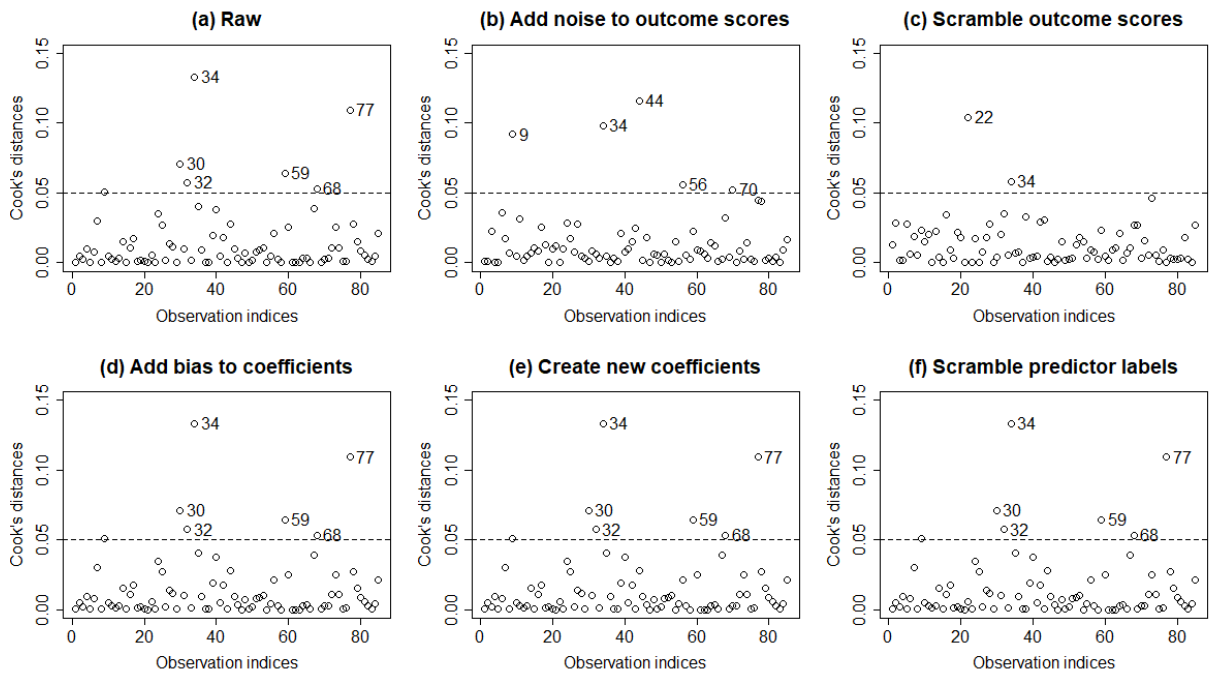 (a) Raw
(b) Add noise to outcome scores
(c) Scramble outcome scores
Cook's distances
0.00 0.05 0.10 0.15
34
77
30
32
59
68
0 20 40 60 80
Observation indices
Cook's distances
0.00 0.05 0.10 0.15
44
34
9
56
70
0 20 40 60 80
Observation indices
Cook's distances
0.00 0.05 0.10 0.15
22
34
0 20 40 60 80
Observation indices
(d) Add bias to coefficients
(e) Create new coefficients
(f) Scramble predictor labels
Cook's distances
0.00 0.05 0.10 0.15
34
77
30
32
59
68
0 20 40 60 80
Observation indices
Cook's distances
0.00 0.05 0.10 0.15
34
77
30
32
59
68
0 20 40 60 80
Observation indices
Cook's distances
0.00 0.05 0.10 0.15
34
77
30
32
59
68
0 20 40 60 80
Observation indices